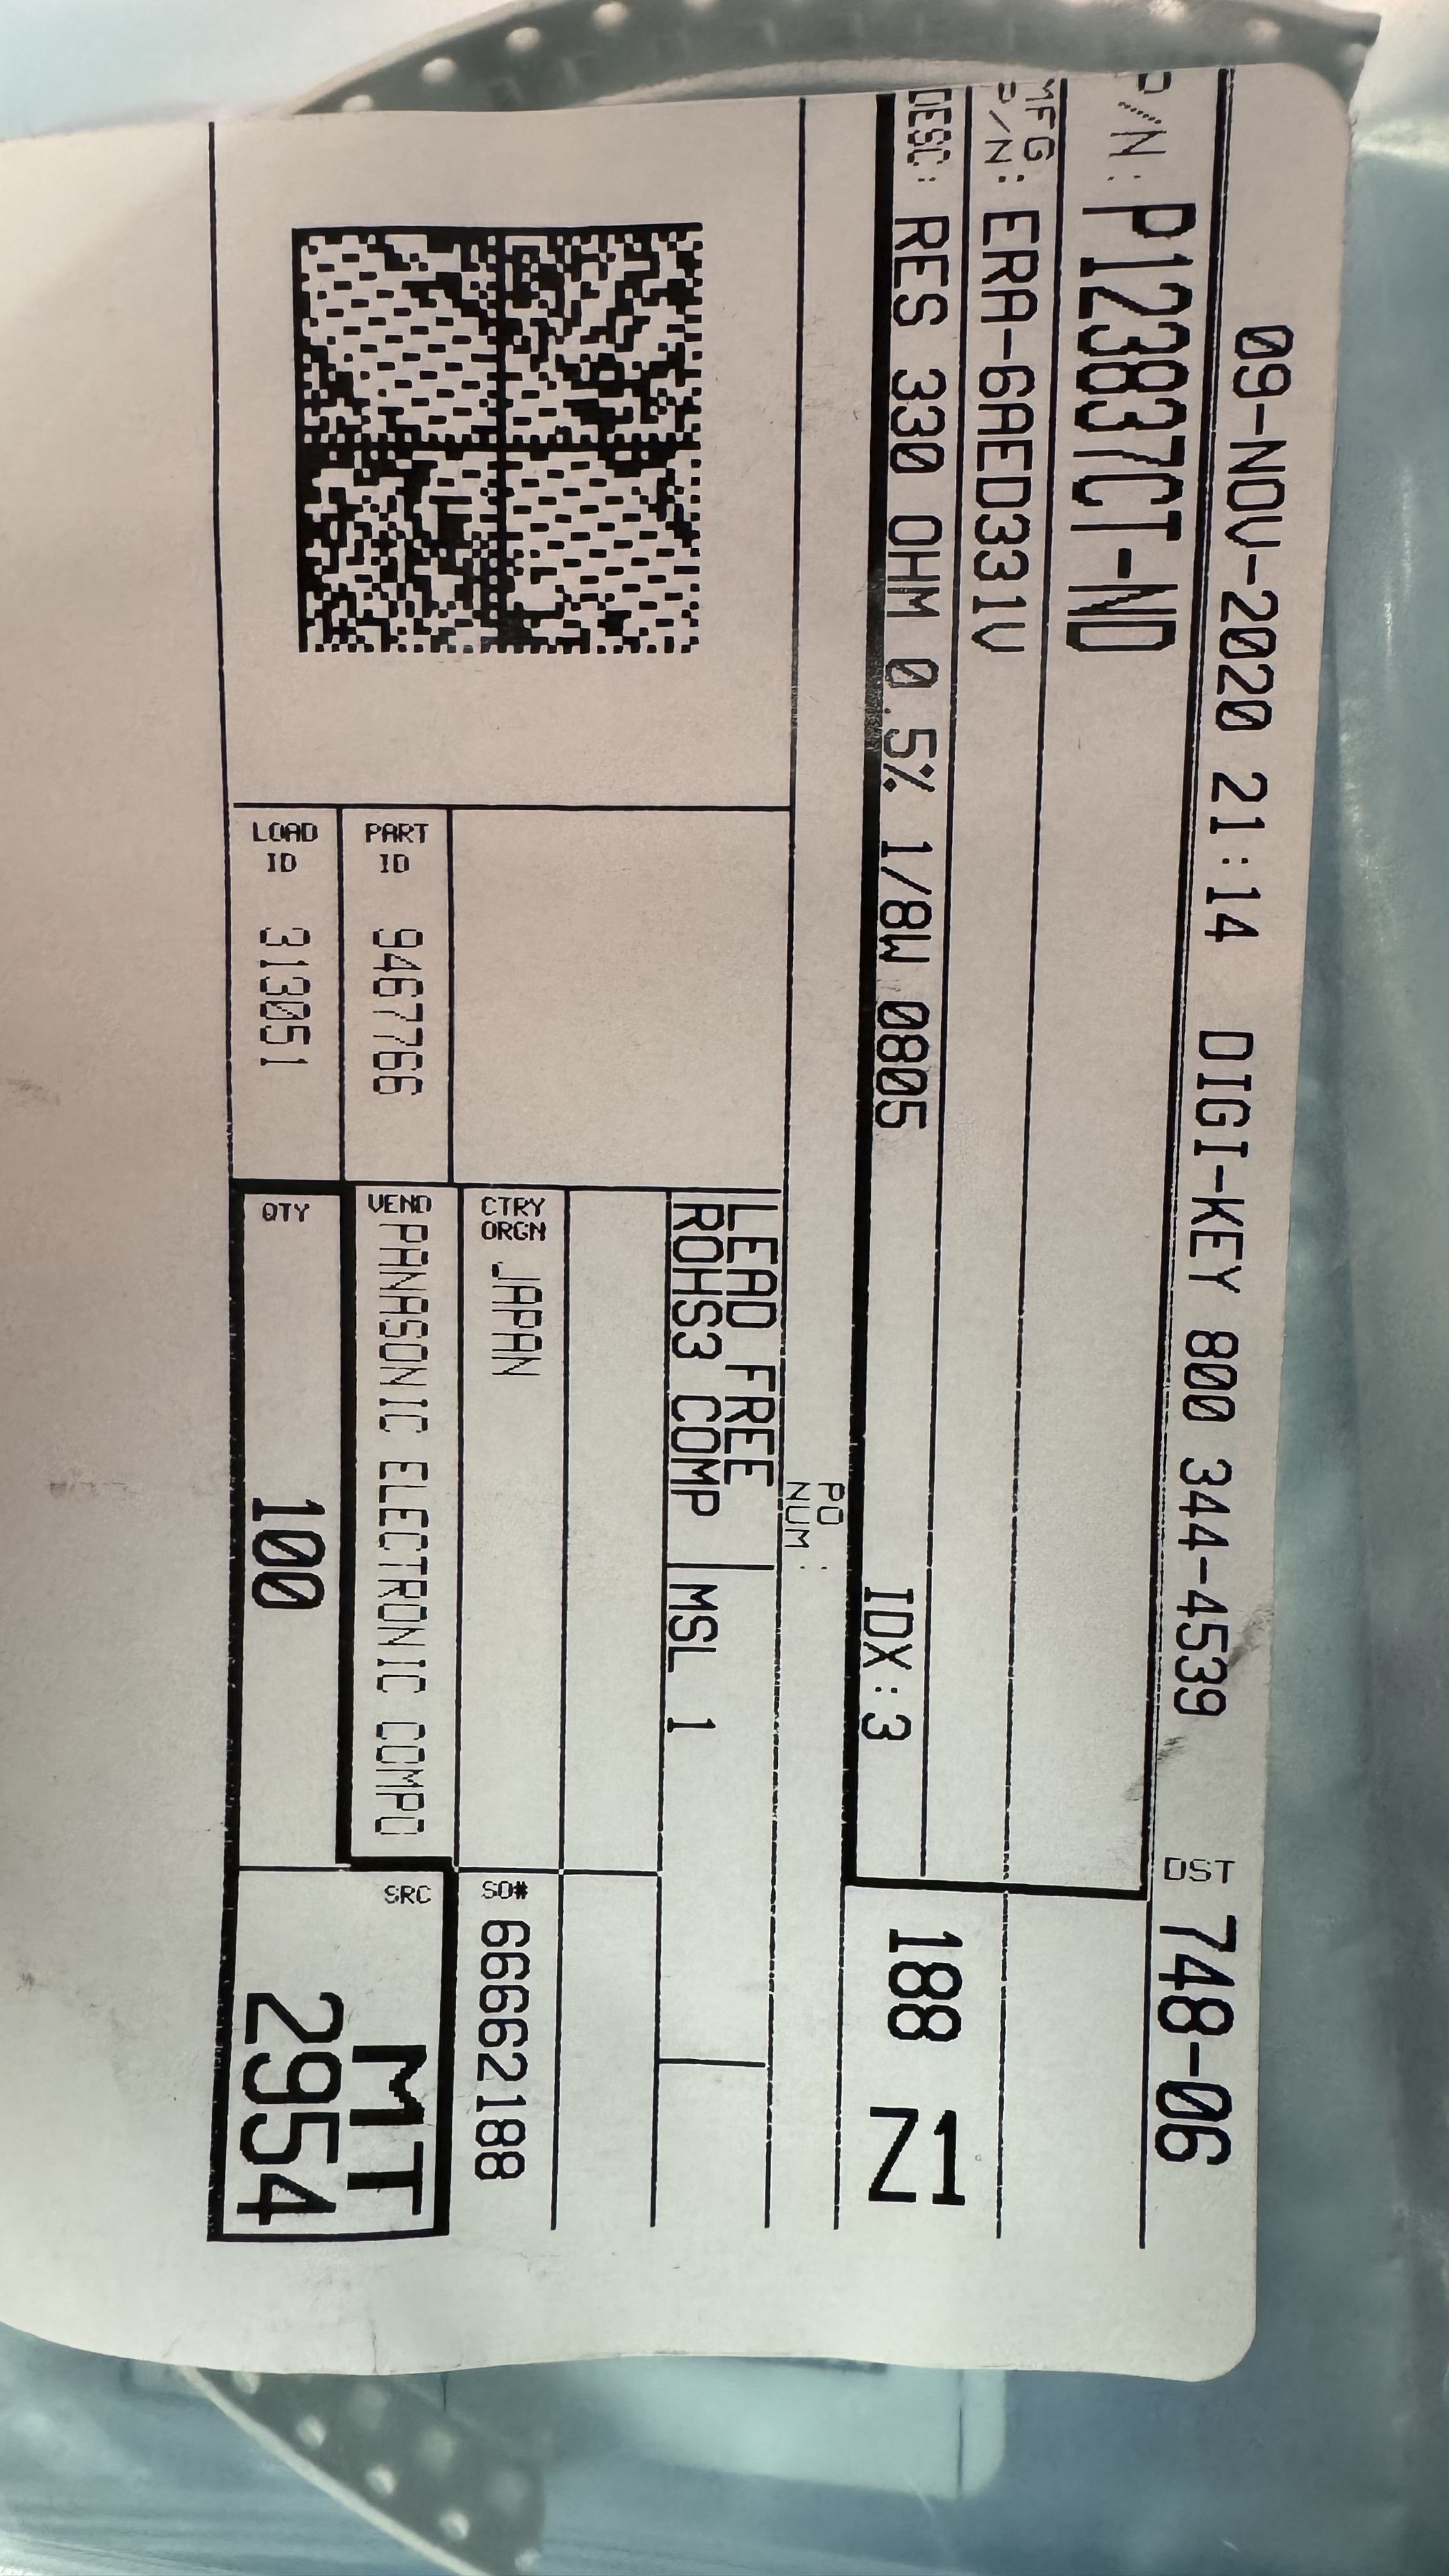 09-NOV-2020 21:14 DIGI-KEY 800 344-4539 DST 748-06
P/N: P12837CT-ND
MFG
P/N: ERA-6AED331V
DESC: RES 330 OHM 0.5% 1/8W 0805 IDX:3 188 Z1
PO
NUM:
LEAD FREE
ROHS3 COMP MSL 1
CTRY
ORGN JAPAN SO# 66662188
PART
ID 9467766
VEND PANASONIC ELECTRONIC COMPO
SRC MT
2954
LOAD
ID 313051
QTY 100